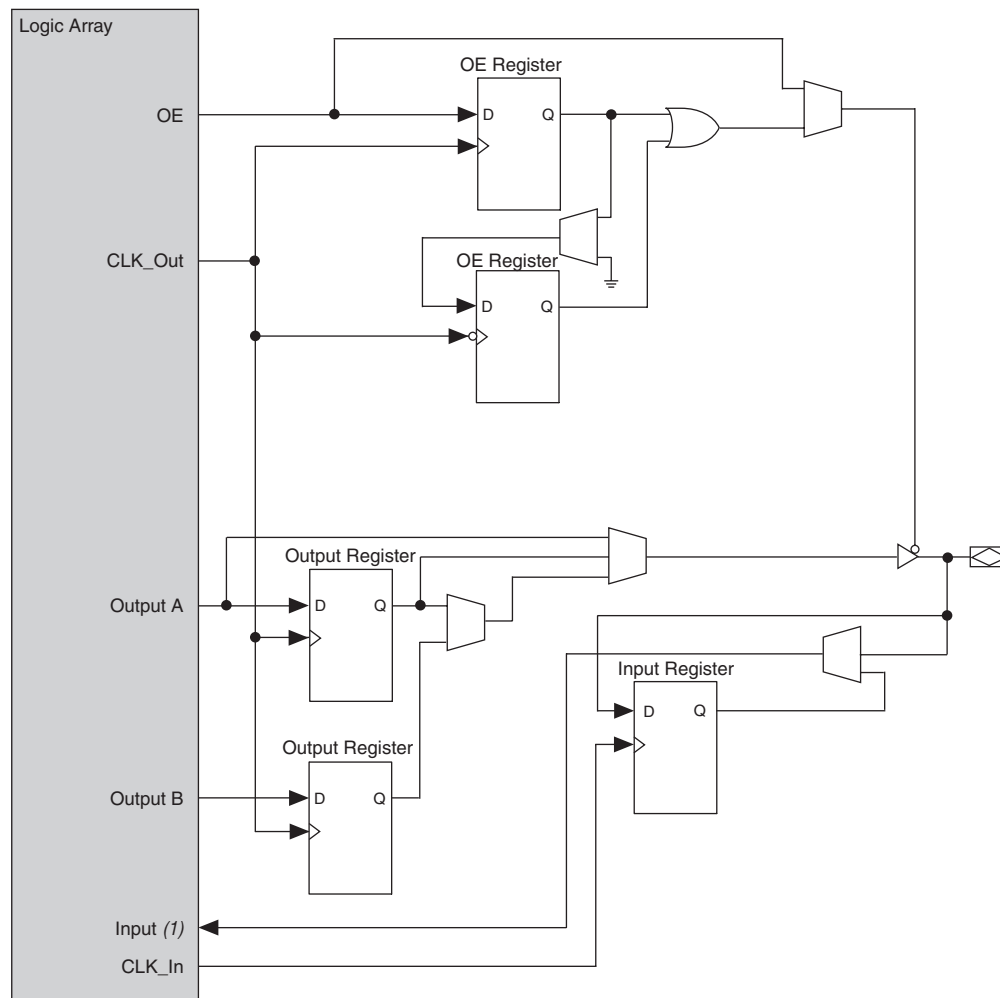 Logic Array
OE Register
OE
D Q
CLK_Out
OE Register
D Q
Output Register
Output A
D Q
Input Register
D Q
Output Register
Output B
D Q
Input (1)
CLK_In